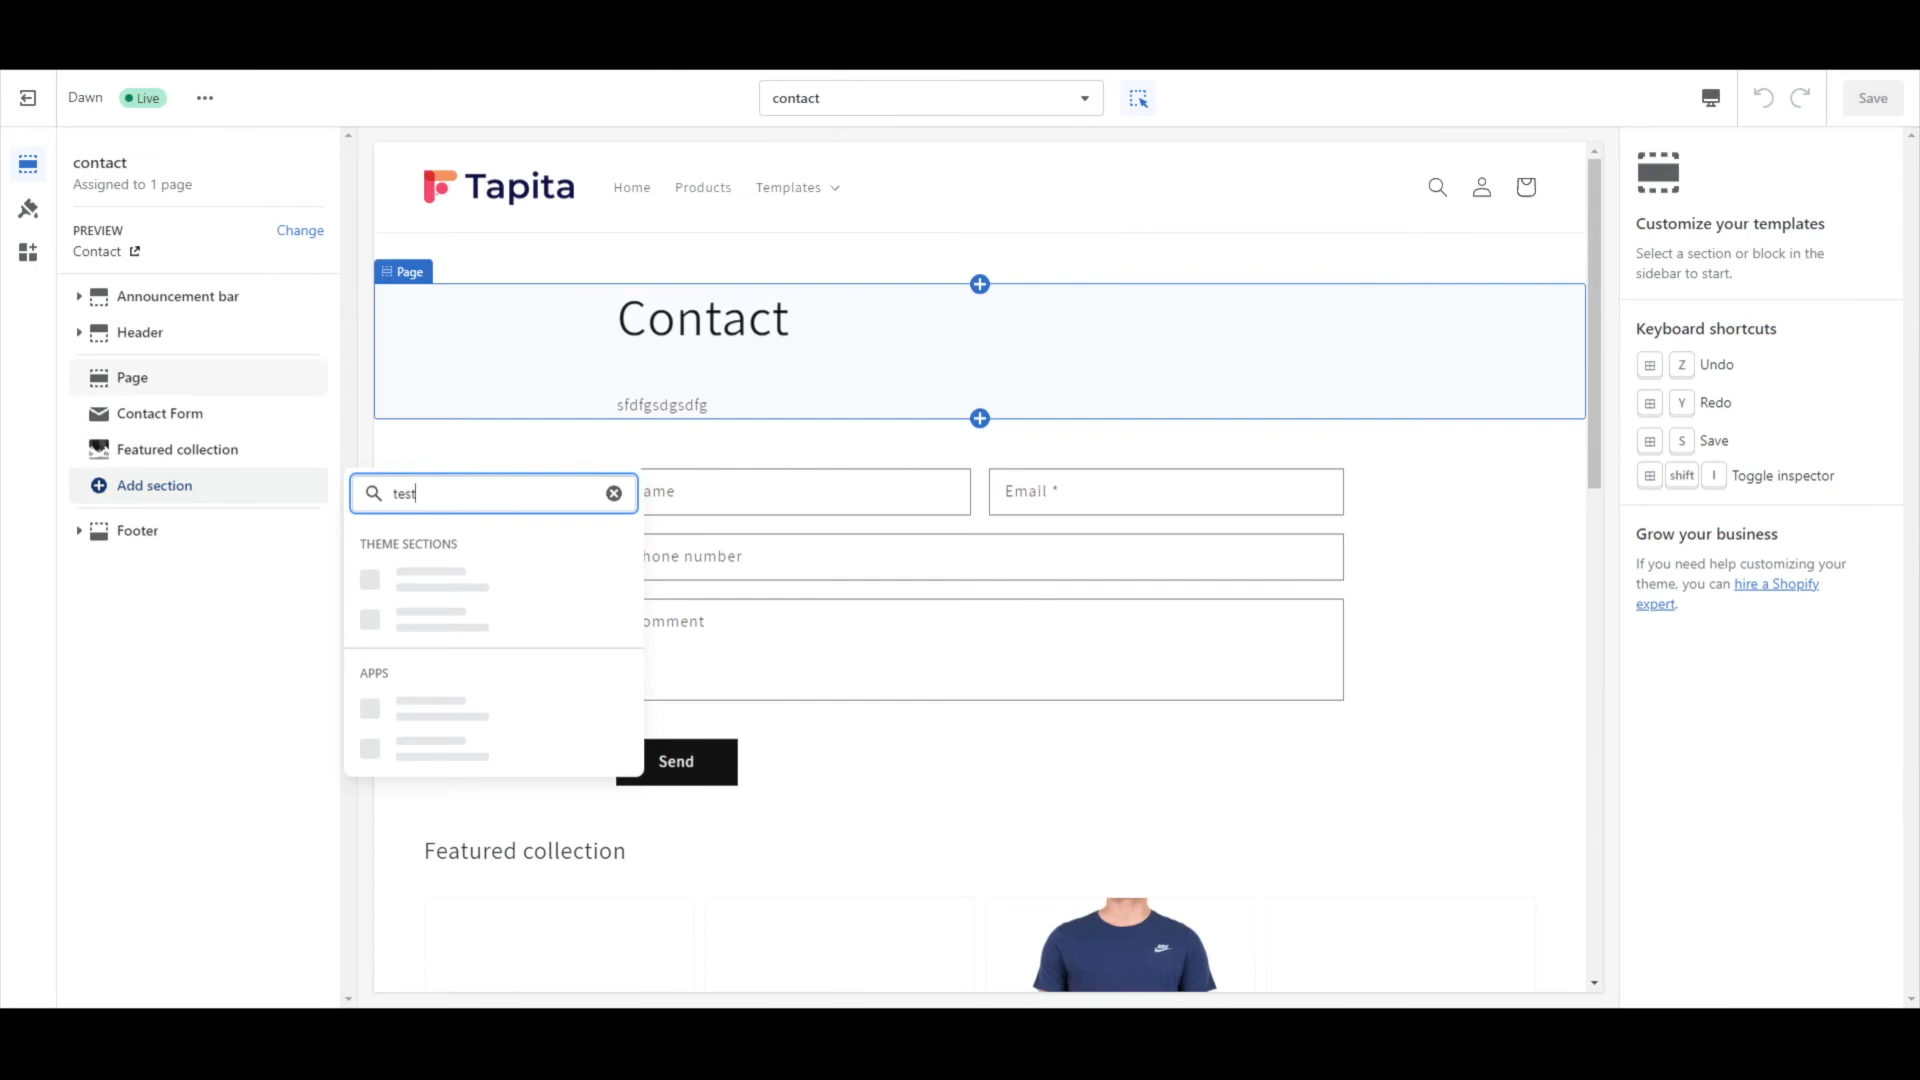 Dawn
Live
contact
Save
contact
Assigned to 1 page
PREVIEW
Change
Contact
Announcement bar
Header
Page
Contact Form
Featured collection
Add section
Footer
test
THEME SECTIONS
APPS
Tapita
Home
Products
Templates
Page
Contact
sfdfgsdgsdfg
ame
Email *
hone number
omment
Send
Featured collection
Customize your templates
Select a section or block in the
sidebar to start.
Keyboard shortcuts
Z Undo
Y Redo
S Save
shift I Toggle inspector
Grow your business
If you need help customizing your
theme, you can hire a Shopify
expert.